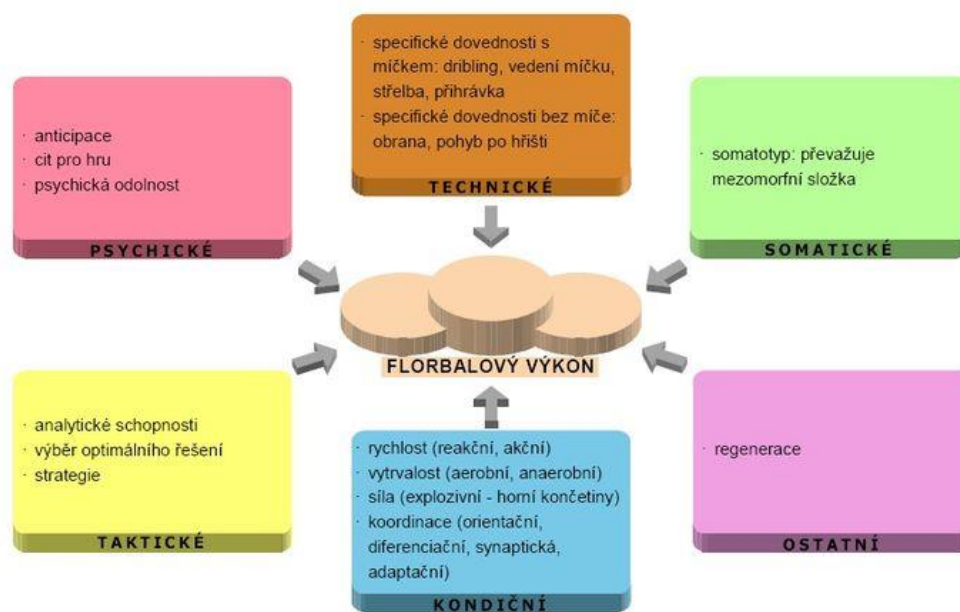 · specifické dovednosti s
míčkem: dribling, vedení míčku,
střelba, přihrávka
· specifické dovednosti bez míče:
obrana, pohyb po hřišti
TECHNICKÉ
· anticipace
· cit pro hru
· psychická odolnost
PSYCHICKÉ
· somatotyp: převažuje
mezomorfní složka
SOMATICKÉ
FLORBALOVÝ VÝKON
· analytické schopnosti
· výběr optimálního řešení
· strategie
TAKTICKÉ
· rychlost (reakční, akční)
· vytrvalost (aerobní, anaerobní)
· síla (explozivní - horní končetiny)
· koordinace (orientační,
diferenciační, synaptická,
adaptační)
KONDIČNÍ
· regenerace
OSTATNÍ